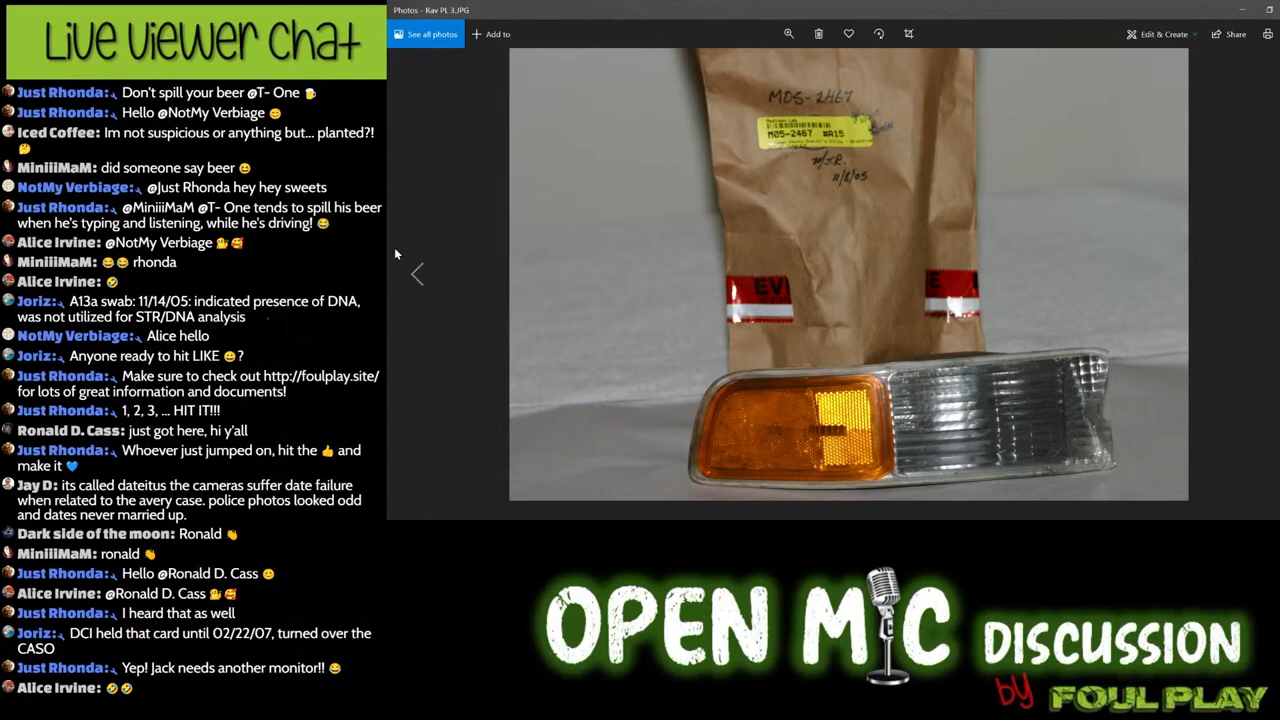 Live viewer chat
Just Rhonda: Don't spill your beer @T- One 🍺
Just Rhonda: Hello @NotMy Verbiage 😊
Iced Coffee: Im not suspicious or anything but... planted?!
🤔
MiniiiMaM: did someone say beer 😆
NotMy Verbiage: @Just Rhonda hey hey sweets
Just Rhonda: @MiniiiMaM @T- One tends to spill his beer
when he's typing and listening, while he's driving! 😂
Alice Irvine: @NotMy Verbiage 💁🥰
MiniiiMaM: 😂😂 rhonda
Alice Irvine: 🤣
Joriz: A13a swab: 11/14/05: indicated presence of DNA,
was not utilized for STR/DNA analysis
NotMy Verbiage: Alice hello
Joriz: Anyone ready to hit LIKE 😀?
Just Rhonda: Make sure to check out http://foulplay.site/
for lots of great information and documents!
Just Rhonda: 1, 2, 3, ... HIT IT!!!
Ronald D. Cass: just got here, hi y'all
Just Rhonda: Whoever just jumped on, hit the 👍 and
make it 💙
Jay D: its called dateitus the cameras suffer date failure
when related to the avery case. police photos looked odd
and dates never married up.
Dark side of the moon: Ronald 👏
MiniiiMaM: ronald 👏
Just Rhonda: Hello @Ronald D. Cass 😊
Alice Irvine: @Ronald D. Cass 💁🥰
Just Rhonda: I heard that as well
Joriz: DCI held that card until 02/22/07, turned over the
CASO
Just Rhonda: Yep! Jack needs another monitor!! 😂
Alice Irvine: 🤣🤣
Photos - Rav PL 3.JPG
See all photos
Add to
Edit & Create
Share
M05-2467
M05-2467 #A15
11/8/05
EVI
E
OPEN MIC
DISCUSSION
by FOUL PLAY